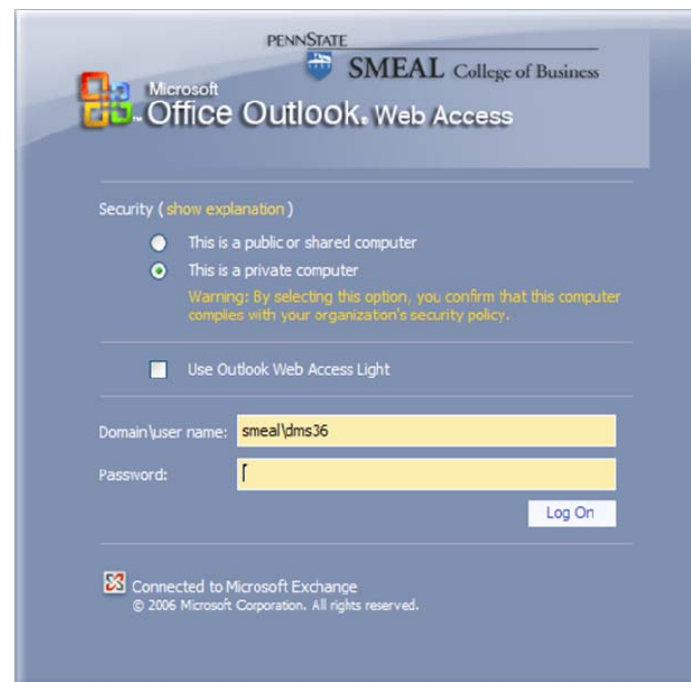 PENNSTATE
SMEAL College of Business
Microsoft
Office Outlook. Web Access
Security ( show explanation )
This is a public or shared computer
This is a private computer
Warning: By selecting this option, you confirm that this computer
complies with your organization's security policy.
Use Outlook Web Access Light
Domain\user name: smeal\dms36
Password:
Log On
Connected to Microsoft Exchange
© 2006 Microsoft Corporation. All rights reserved.